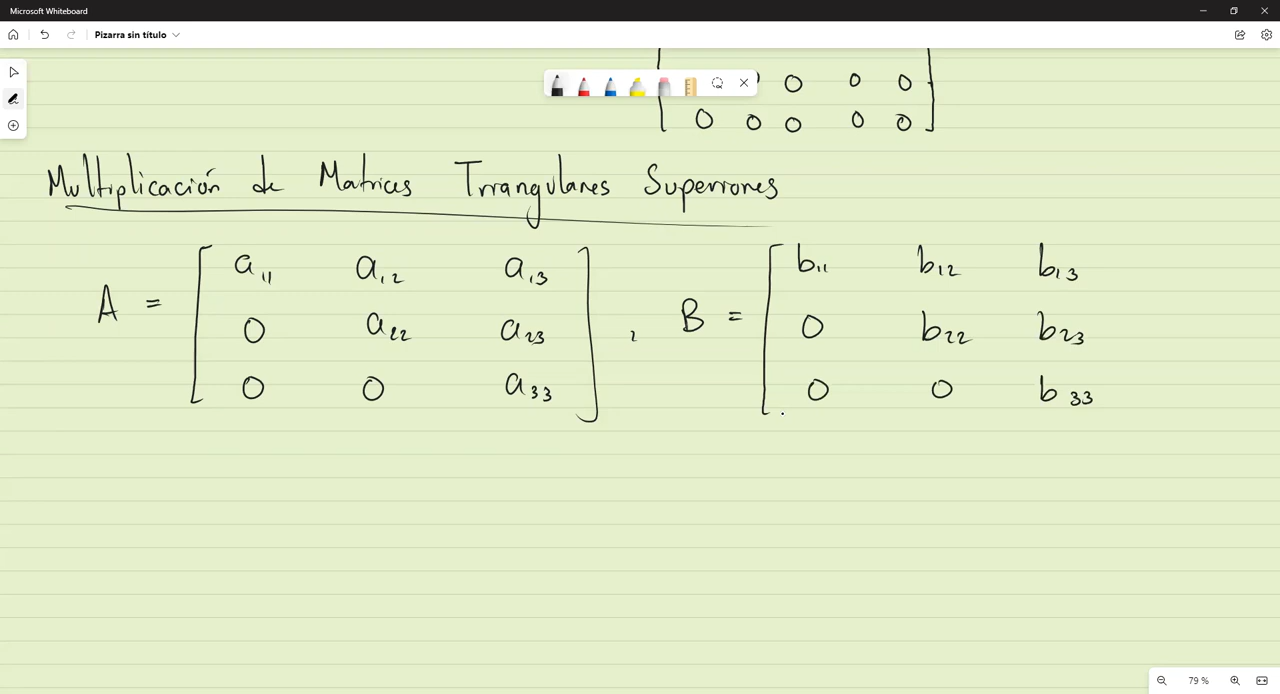 Microsoft Whiteboard
Pizarra sin título
0 0 0
0 0 0 0 0
Multiplicación de Matrices Triangulares Superiores
A = [ a11 a12 a13
0 a22 a23
0 0 a33 ] , B = [ b11 b12 b13
0 b22 b23
0 0 b33
79 %